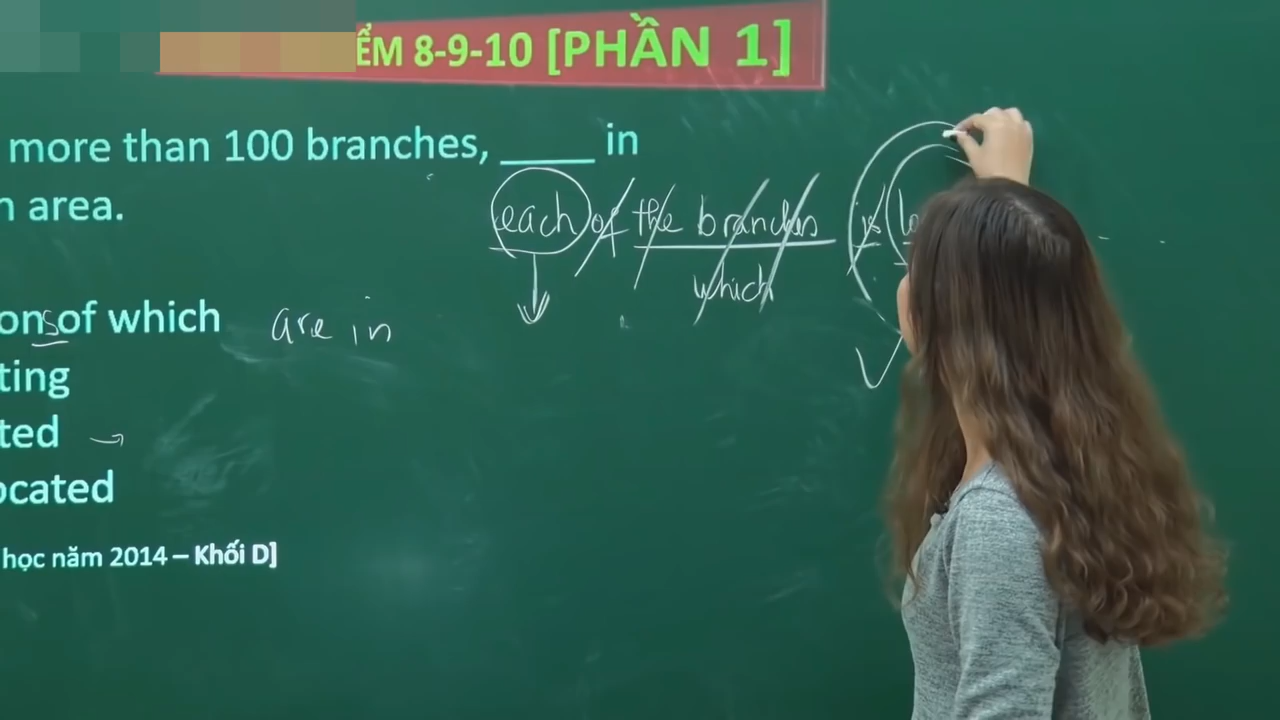 ỂM 8-9-10 [PHẦN 1]
more than 100 branches, _____ in
n area.
each of the branches is
which
ons of which are in
ting
ted →
ocated
học năm 2014 – Khối D]